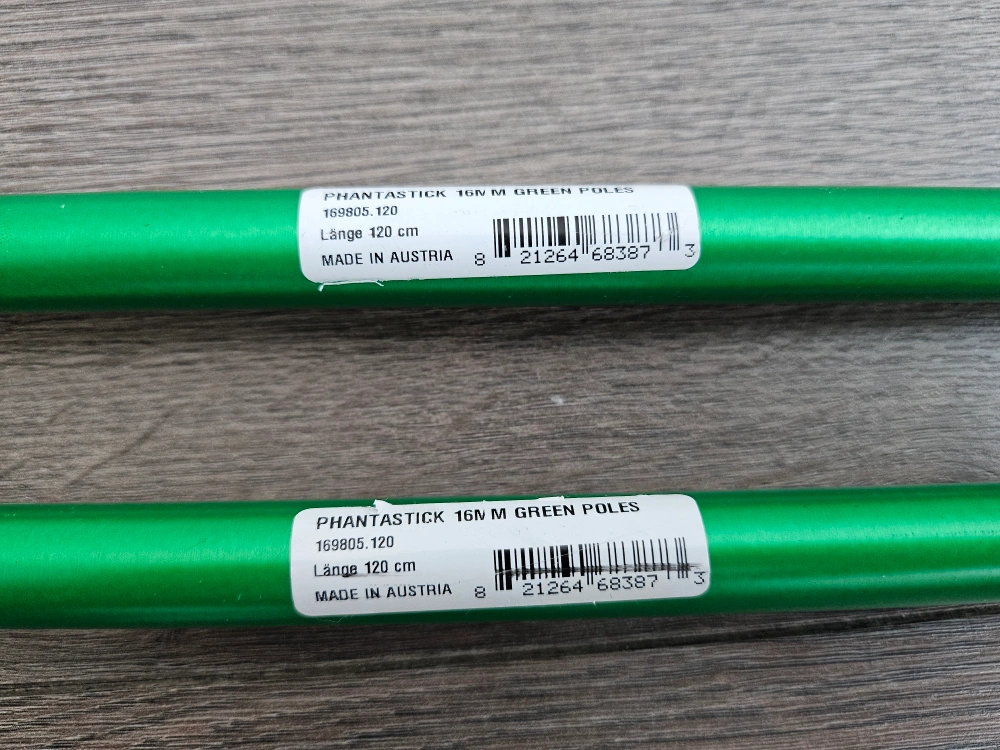 PHANTASTICK 16MM GREEN POLES
169805.120
Länge 120 cm
MADE IN AUSTRIA
8 21264 68387 3
PHANTASTICK 16MM GREEN POLES
169805.120
Länge 120 cm
MADE IN AUSTRIA
8 21264 68387 3